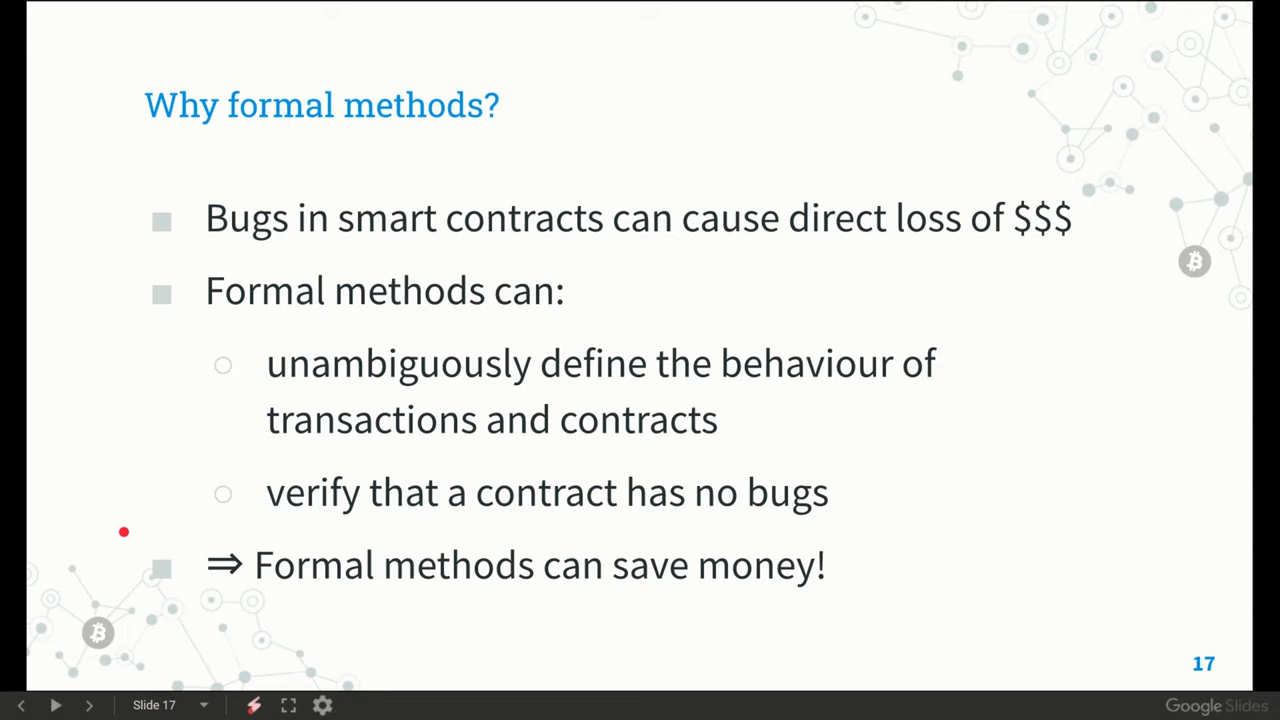 Why formal methods?
Bugs in smart contracts can cause direct loss of $$$
Formal methods can:
unambiguously define the behaviour of
transactions and contracts
verify that a contract has no bugs
⇒ Formal methods can save money!
17
Slide 17
Google Slides